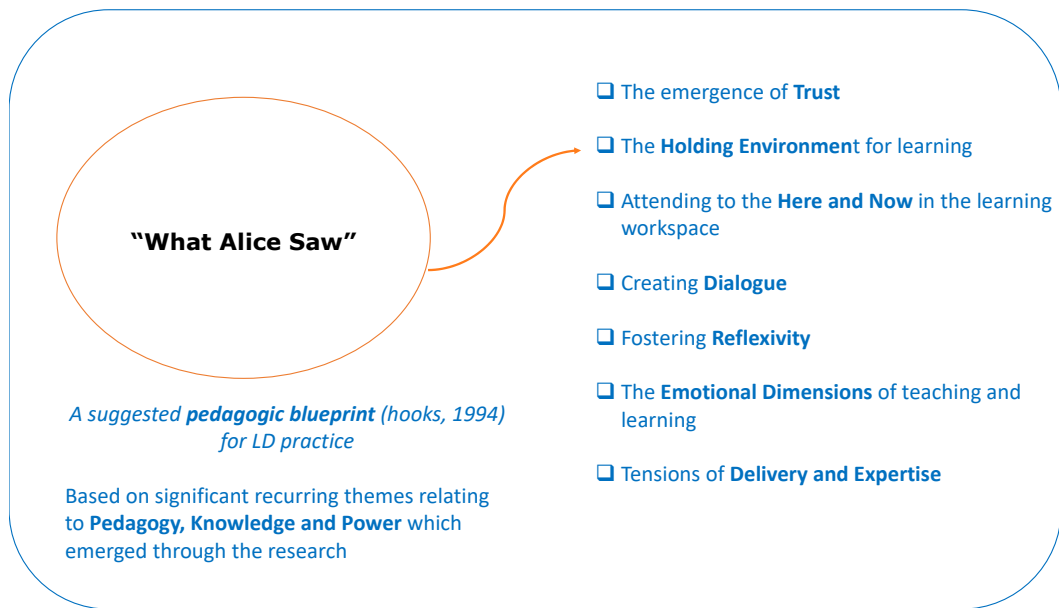 “What Alice Saw”
A suggested pedagogic blueprint (hooks, 1994)
for LD practice
Based on significant recurring themes relating
to Pedagogy, Knowledge and Power which
emerged through the research
❑ The emergence of Trust
❑ The Holding Environment for learning
❑ Attending to the Here and Now in the learning
workspace
❑ Creating Dialogue
❑ Fostering Reflexivity
❑ The Emotional Dimensions of teaching and
learning
❑ Tensions of Delivery and Expertise